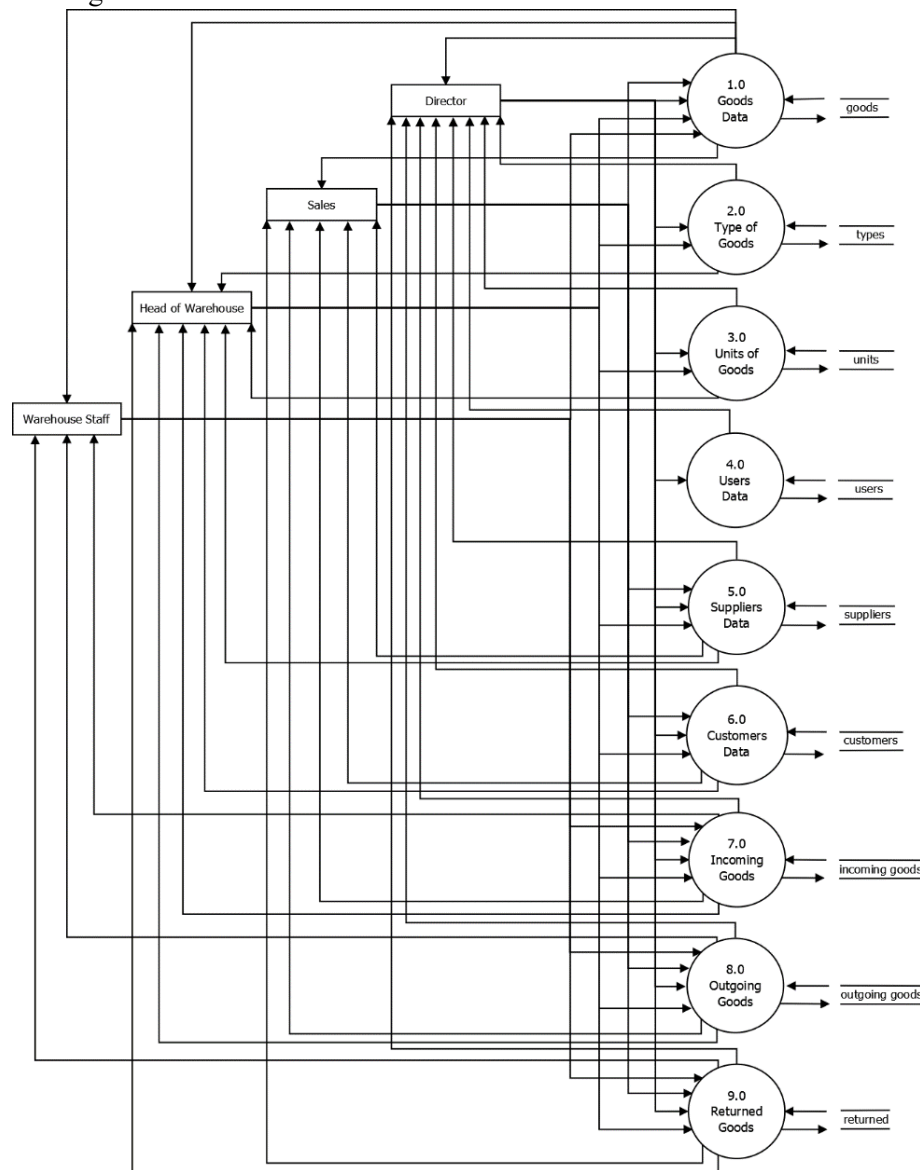 Director
1.0
Goods
Data
goods
Sales
2.0
Type of
Goods
types
Head of Warehouse
3.0
Units of
Goods
units
Warehouse Staff
4.0
Users
Data
users
5.0
Suppliers
Data
suppliers
6.0
Customers
Data
customers
7.0
Incoming
Goods
incoming goods
8.0
Outgoing
Goods
outgoing goods
9.0
Returned
Goods
returned